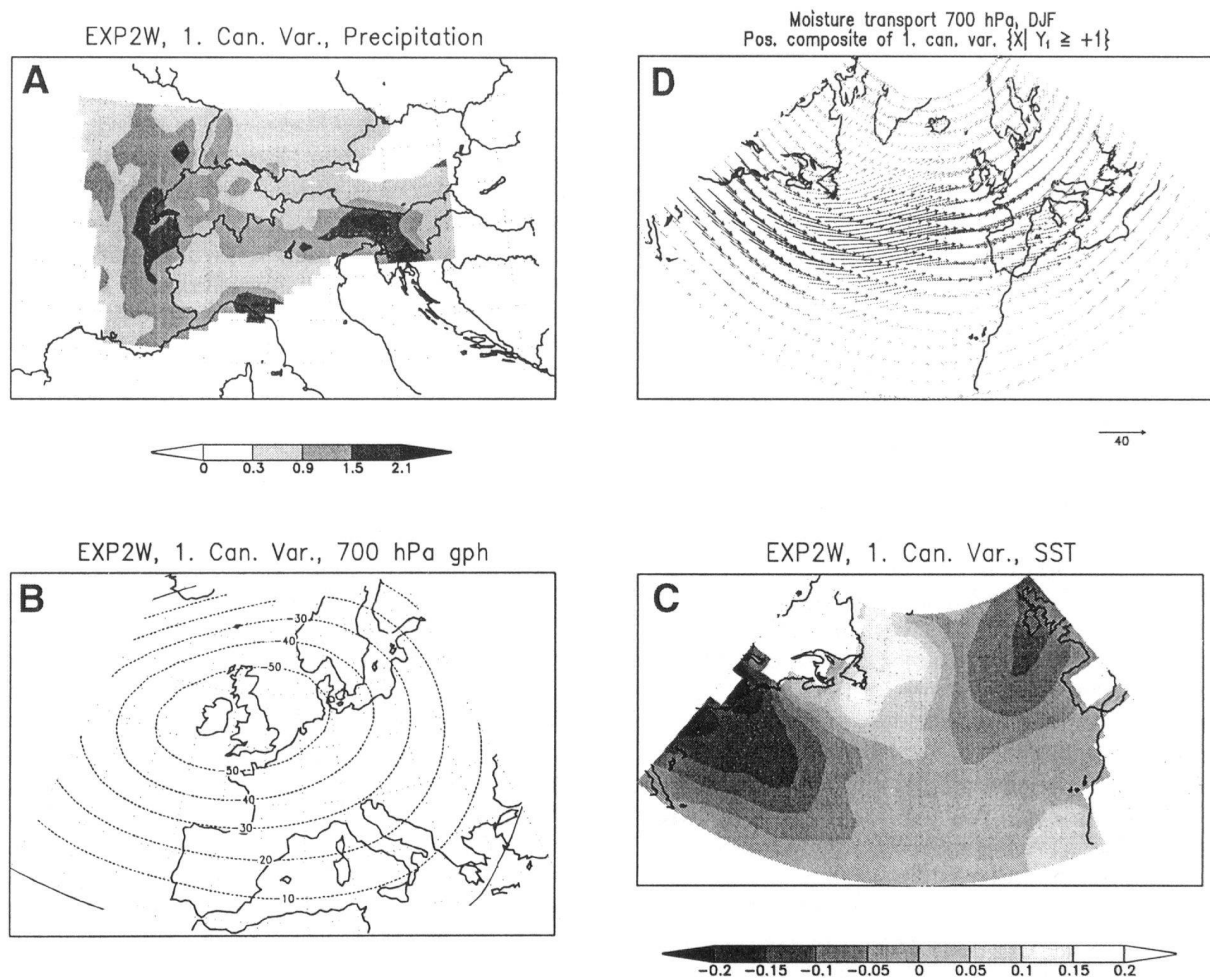 EXP2W, 1. Can. Var., Precipitation
A
0 0.3 0.9 1.5 2.1
Moisture transport 700 hPa, DJF
Pos. composite of 1. can. var. {X| Y₁ ≧ +1}
D
40
EXP2W, 1. Can. Var., 700 hPa gph
B
-30
-40
-50
-50
-40
-30
-20
-10
EXP2W, 1. Can. Var., SST
C
-0.2 -0.15 -0.1 -0.05 0 0.05 0.1 0.15 0.2